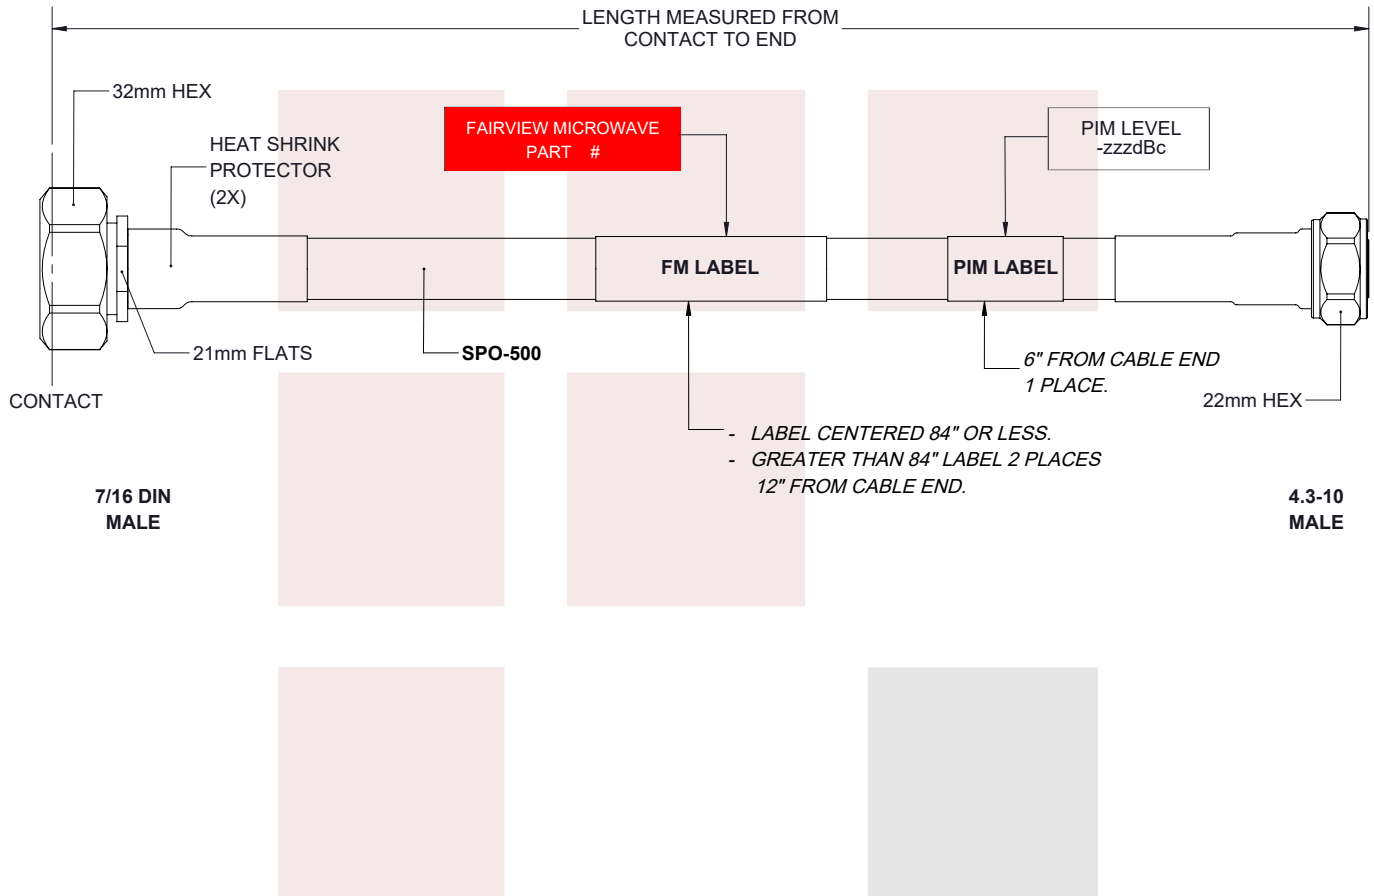 LENGTH MEASURED FROM
CONTACT TO END
32mm HEX
HEAT SHRINK
PROTECTOR
(2X)
FAIRVIEW MICROWAVE
PART #
PIM LEVEL
-zzzdBc
FM LABEL
PIM LABEL
21mm FLATS
SPO-500
6" FROM CABLE END
1 PLACE.
CONTACT
22mm HEX
- LABEL CENTERED 84" OR LESS.
- GREATER THAN 84" LABEL 2 PLACES
12" FROM CABLE END.
7/16 DIN
MALE
4.3-10
MALE